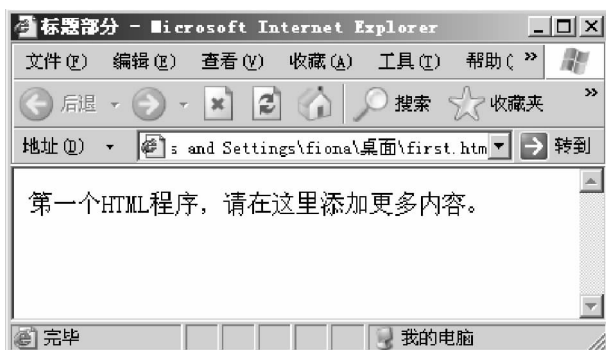 标题部分 - Microsoft Internet Explorer
文件(F) 编辑(E) 查看(V) 收藏(A) 工具(T) 帮助( »
后退 搜索 收藏夹 »
地址(D) s and Settings\fiona\桌面\first.htm 转到
第一个HTML程序，请在这里添加更多内容。
完毕 我的电脑